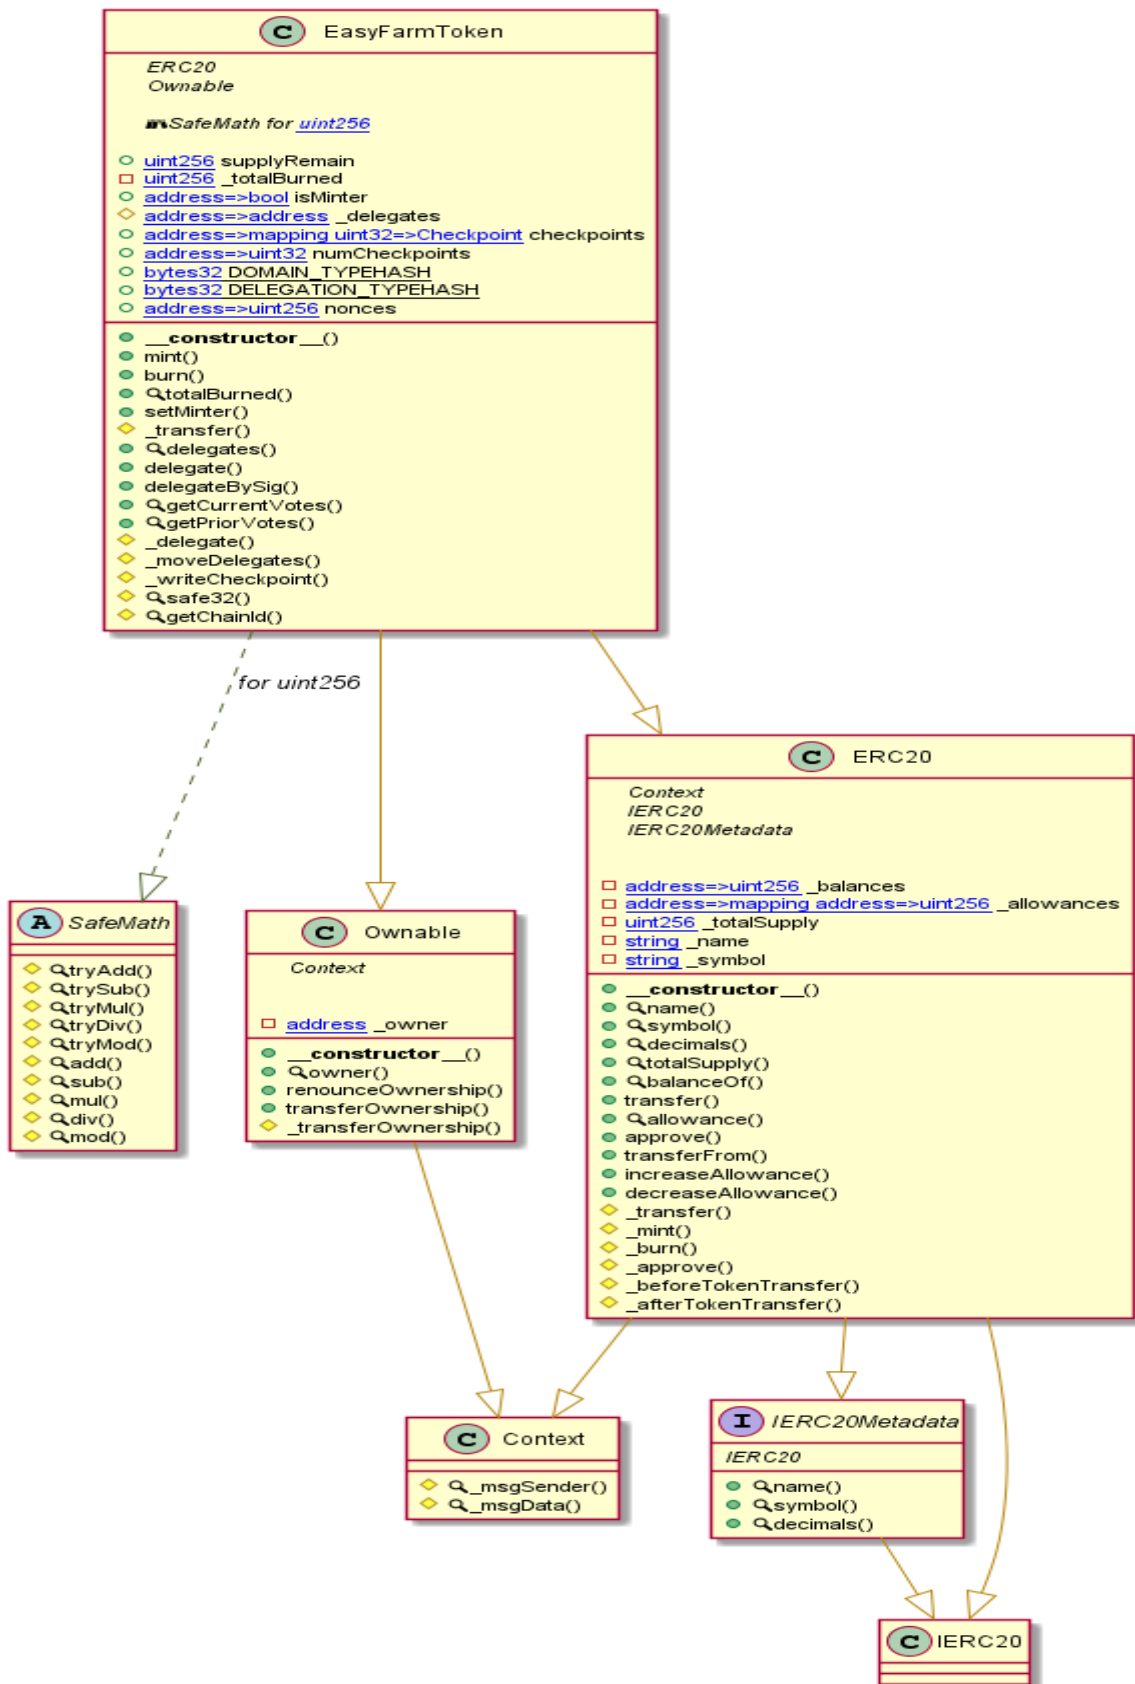 C EasyFarmToken
ERC20
Ownable
SafeMath for uint256
uint256 supplyRemain
uint256 _totalBurned
address=>bool isMinter
address=>address _delegates
address=>mapping uint32=>Checkpoint checkpoints
address=>uint32 numCheckpoints
bytes32 DOMAIN_TYPEHASH
bytes32 DELEGATION_TYPEHASH
address=>uint256 nonces
__constructor__()
mint()
burn()
totalBurned()
setMinter()
_transfer()
delegates()
delegate()
delegateBySig()
getCurrentVotes()
getPriorVotes()
_delegate()
_moveDelegates()
_writeCheckpoint()
safe32()
getChainId()
for uint256
C ERC20
Context
IERC20
IERC20Metadata
address=>uint256 _balances
address=>mapping address=>uint256 _allowances
uint256 _totalSupply
string _name
string _symbol
__constructor__()
name()
symbol()
decimals()
totalSupply()
balanceOf()
transfer()
allowance()
approve()
transferFrom()
increaseAllowance()
decreaseAllowance()
_transfer()
_mint()
_burn()
_approve()
_beforeTokenTransfer()
_afterTokenTransfer()
A SafeMath
tryAdd()
trySub()
tryMul()
tryDiv()
tryMod()
add()
sub()
mul()
div()
mod()
C Ownable
Context
address _owner
__constructor__()
owner()
renounceOwnership()
transferOwnership()
_transferOwnership()
C Context
_msgSender()
_msgData()
I IERC20Metadata
IERC20
name()
symbol()
decimals()
C IERC20